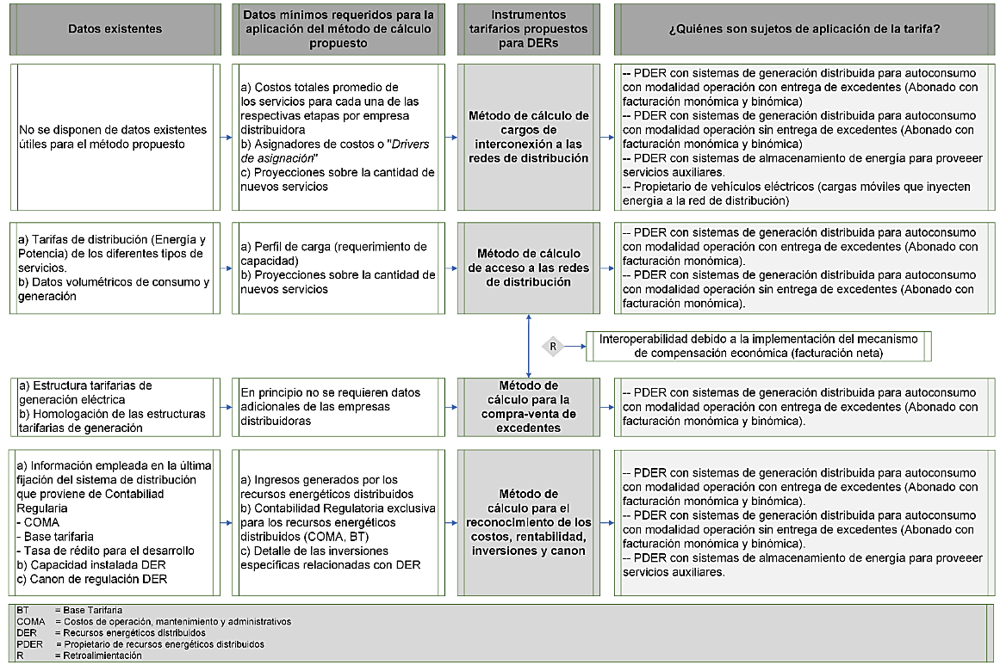 Datos existentes
Datos mínimos requeridos para la
aplicación del método de cálculo
propuesto
Instrumentos
tarifarios propuestos
para DERs
¿Quiénes son sujetos de aplicación de la tarifa?
No se disponen de datos existentes
útiles para el método propuesto
a) Costos totales promedio de
los servicios para cada una de las
respectivas etapas por empresa
distribuidora
b) Asignadores de costos o "Drivers
de asignación"
c) Proyecciones sobre la cantidad de
nuevos servicios
Método de cálculo de
cargos de
interconexión a las
redes de distribución
-- PDER con sistemas de generación distribuida para autoconsumo
con modalidad operación con entrega de excedentes (Abonado con
facturación monómica y binómica)
-- PDER con sistemas de generación distribuida para autoconsumo
con modalidad operación sin entrega de excedentes (Abonado con
facturación monómica y binómica)
-- PDER con sistemas de almacenamiento de energía para proveeer
servicios auxiliares.
-- Propietario de vehículos eléctricos (cargas móviles que inyecten
energía a la red de distribución)
a) Tarifas de distribución (Energía y
Potencia) de los diferentes tipos de
servicios.
b) Datos volumétricos de consumo y
generación
a) Perfil de carga (requerimiento de
capacidad)
b) Proyecciones sobre la cantidad de
nuevos servicios
Método de cálculo
de acceso a las redes
de distribución
-- PDER con sistemas de generación distribuida para autoconsumo
con modalidad operación con entrega de excedentes (Abonado con
facturación monómica).
-- PDER con sistemas de generación distribuida para autoconsumo
con modalidad operación sin entrega de excedentes (Abonado con
facturación monómica).
R
Interoperabilidad debido a la implementación del mecanismo
de compensación económica (facturación neta)
a) Estructura tarifarias de
generación eléctrica
b) Homologación de las estructuras
tarifarias de generación
En principio no se requieren datos
adicionales de las empresas
distribuidoras
Método de
cálculo para la
compra-venta de
excedentes
-- PDER con sistemas de generación distribuida para autoconsumo
con modalidad operación con entrega de excedentes (Abonado con
facturación monómica y binómica).
a) Información empleada en la última
fijación del sistema de distribución
que proviene de Contabiliad
Regularia
- COMA
- Base tarifaria
- Tasa de rédito para el desarrollo
b) Capacidad instalada DER
c) Canon de regulación DER
a) Ingresos generados por los
recursos energéticos distribuidos
b) Contabilidad Regulatoria exclusiva
para los recursos energéticos
distribuidos (COMA, BT)
c) Detalle de las inversiones
específicas relacionadas con DER
Método de
cálculo para el
reconocimiento de los
costos, rentabilidad,
inversiones y canon
-- PDER con sistemas de generación distribuida para autoconsumo
con modalidad operación con entrega de excedentes (Abonado con
facturación monómica y binómica).
-- PDER con sistemas de generación distribuida para autoconsumo
con modalidad operación sin entrega de excedentes (Abonado con
facturación monómica y binómica).
-- PDER con sistemas de almacenamiento de energía para proveeer
servicios auxiliares.
BT = Base Tarifaria
COMA = Costos de operación, mantenimiento y administrativos
DER = Recursos energéticos distribuidos
PDER = Propietario de recursos energéticos distribuidos
R = Retroalimentación